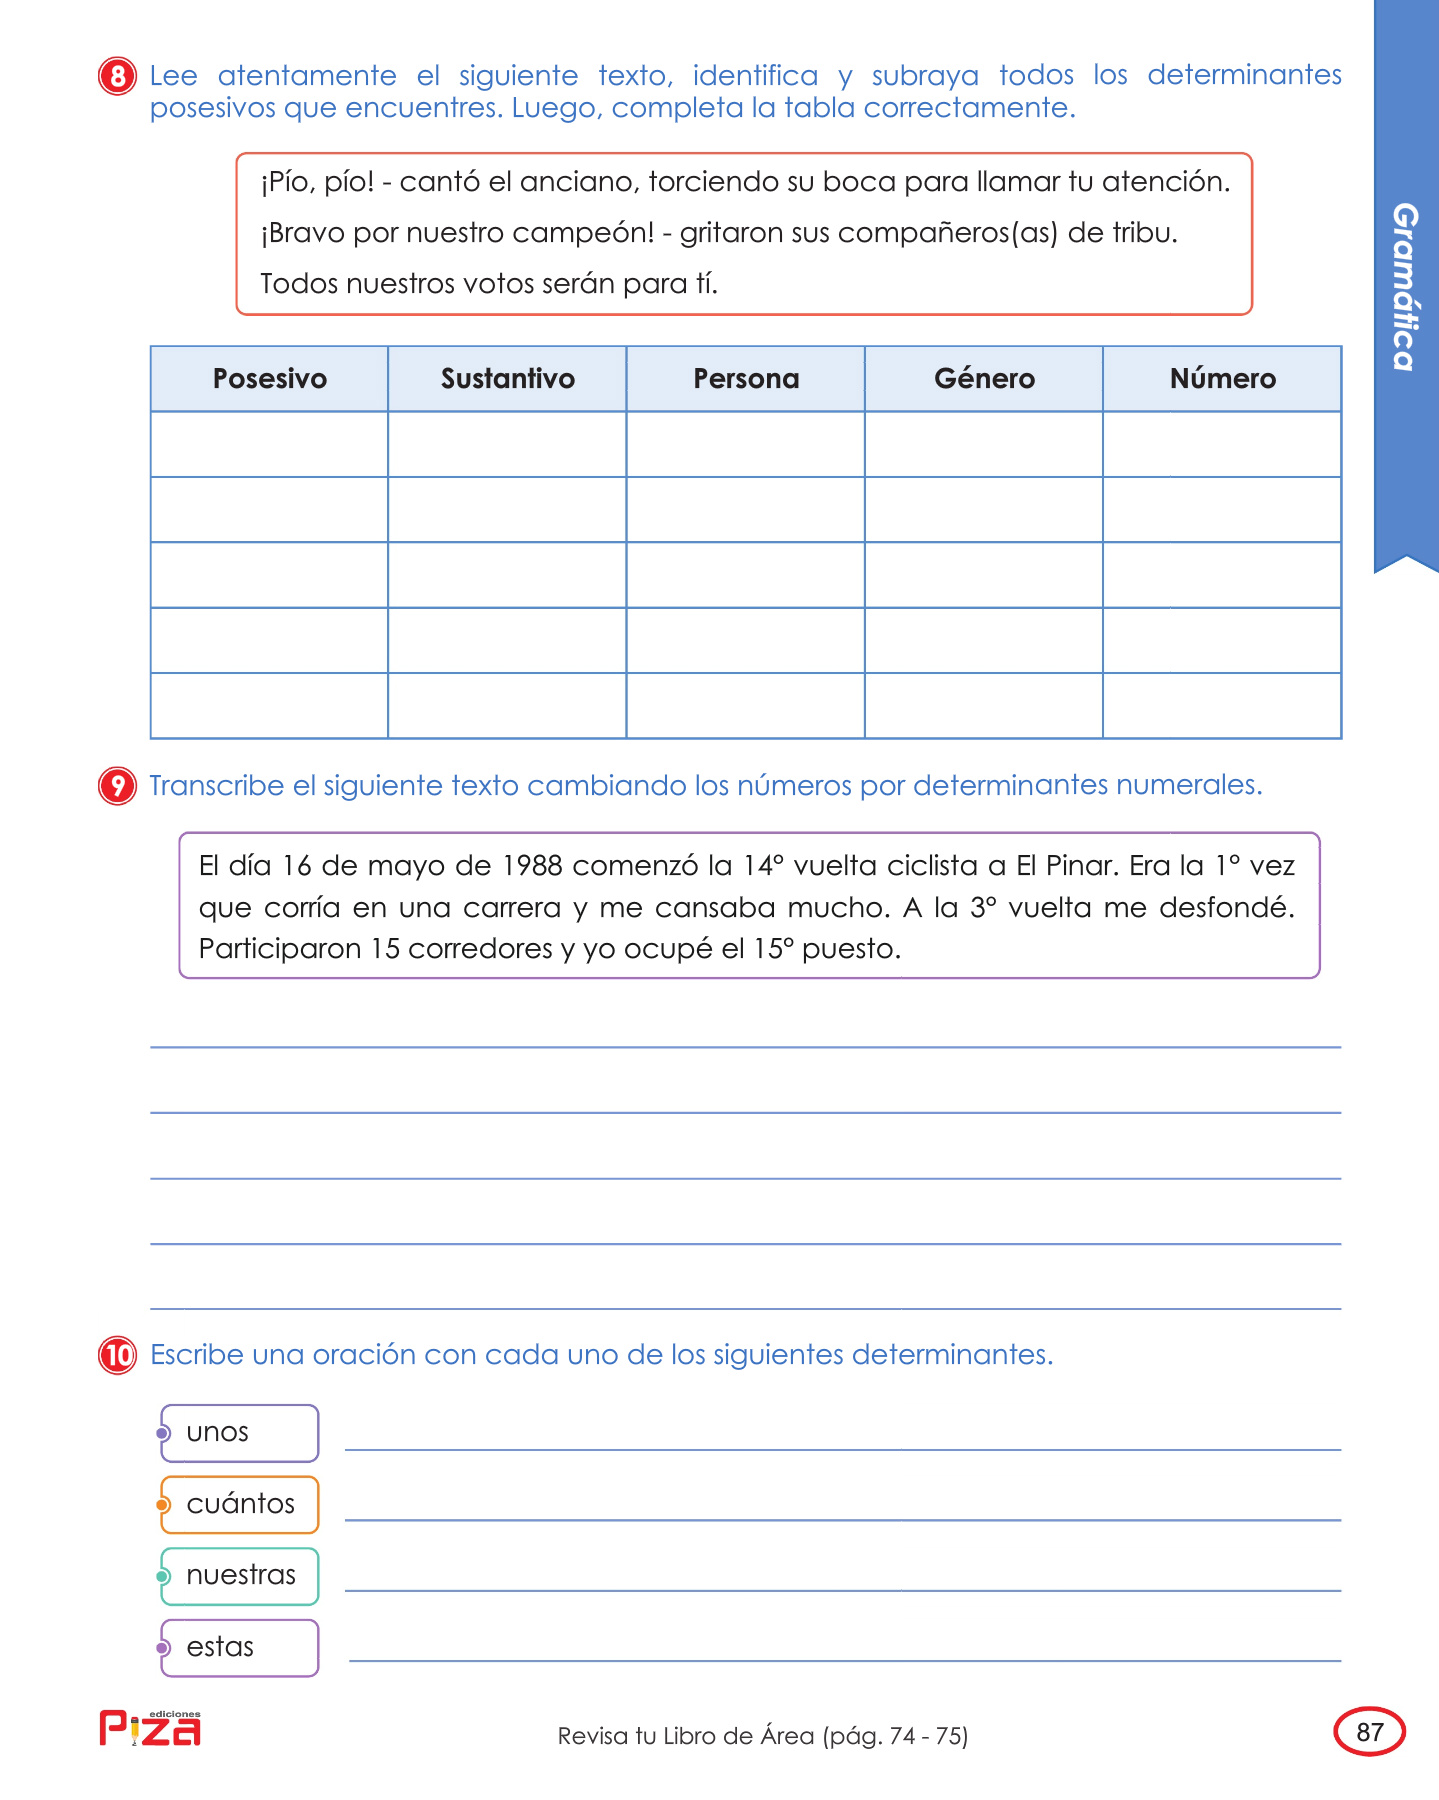 8 Lee atentamente el siguiente texto, identifica y subraya todos los determinantes
posesivos que encuentres. Luego, completa la tabla correctamente.
¡Pío, pío! - cantó el anciano, torciendo su boca para llamar tu atención.
¡Bravo por nuestro campeón! - gritaron sus compañeros(as) de tribu.
Todos nuestros votos serán para tí.
Posesivo Sustantivo Persona Género Número
9 Transcribe el siguiente texto cambiando los números por determinantes numerales.
El día 16 de mayo de 1988 comenzó la 14° vuelta ciclista a El Pinar. Era la 1° vez
que corría en una carrera y me cansaba mucho. A la 3° vuelta me desfondé.
Participaron 15 corredores y yo ocupé el 15° puesto.
10 Escribe una oración con cada uno de los siguientes determinantes.
unos
cuántos
nuestras
estas
ediciones
Piza
Revisa tu Libro de Área (pág. 74 - 75)
87
Gramática